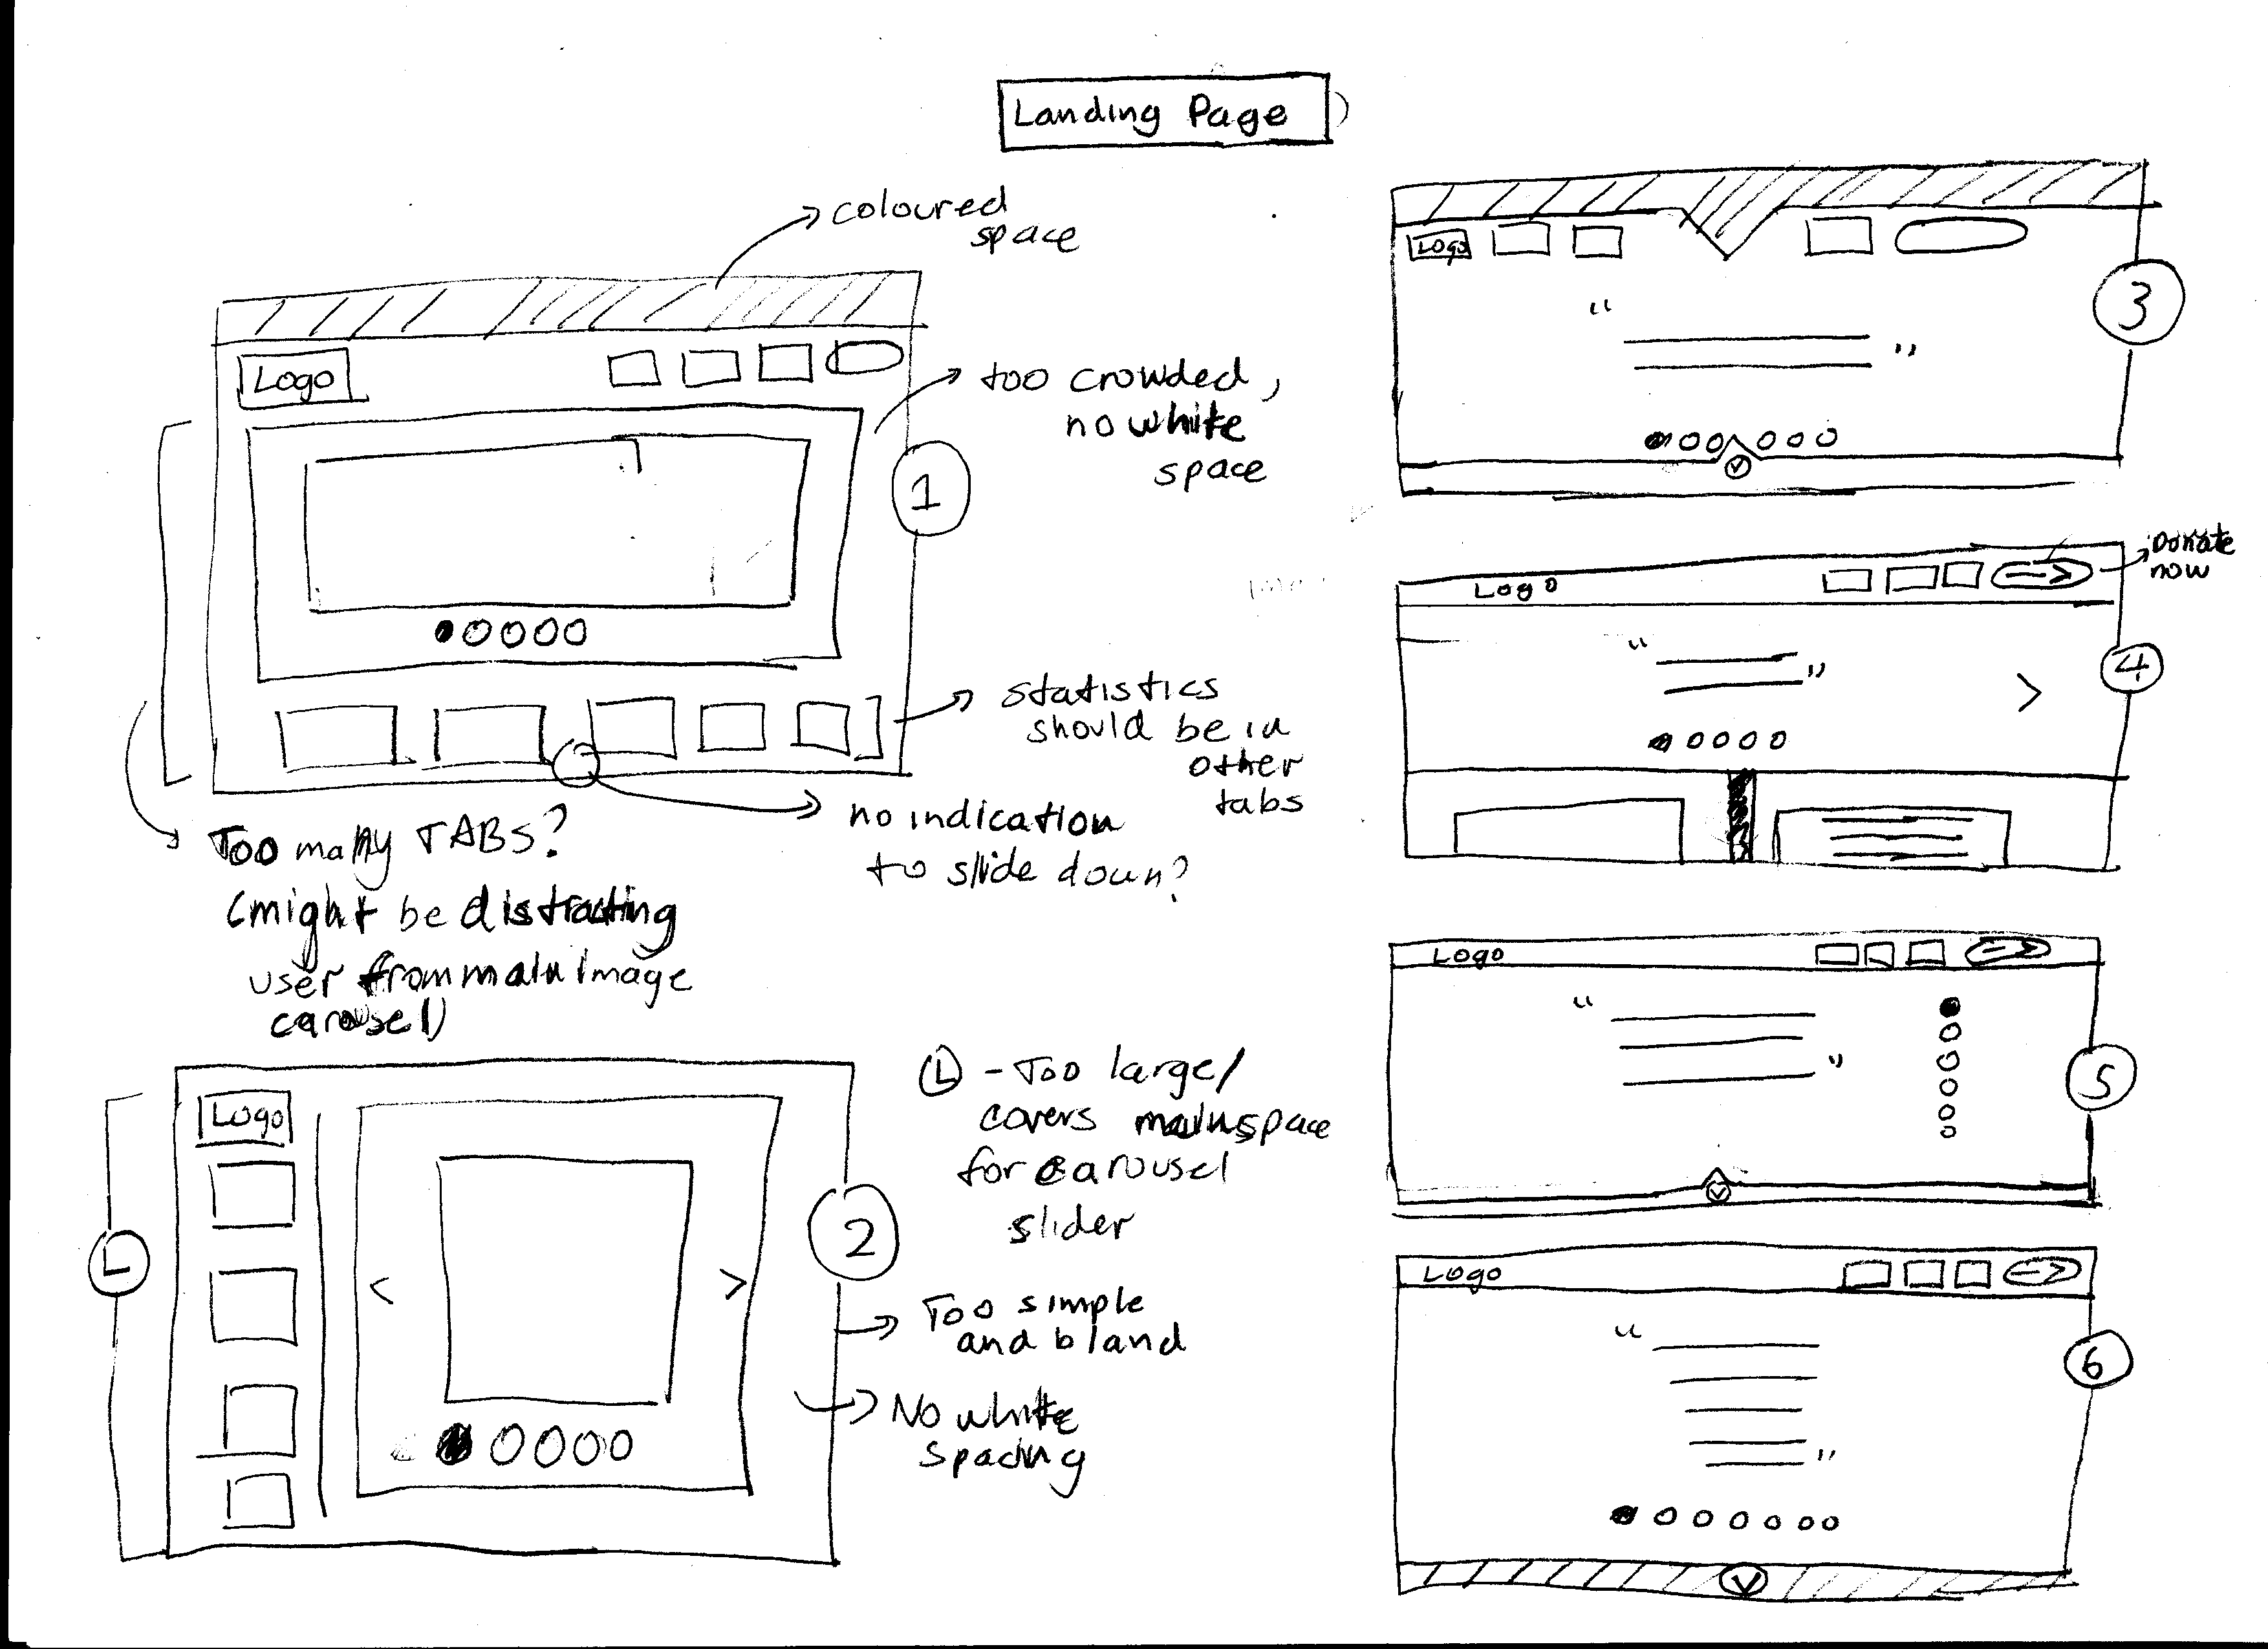 Landing Page
coloured
space
Logo
too crowded,
no white
space
1
statistics
should be in
other
tabs
no indication
to slide down?
Too many TABS?
(might be distracting
user from main image
carousel)
Logo
L
2
L - Too large/
covers mainspace
for carousel
slider
Too simple
and bland
No white
spacing
Logo
“
”
3
Logo
Donate
now
“
”
4
Logo
“
”
5
Logo
“
”
6